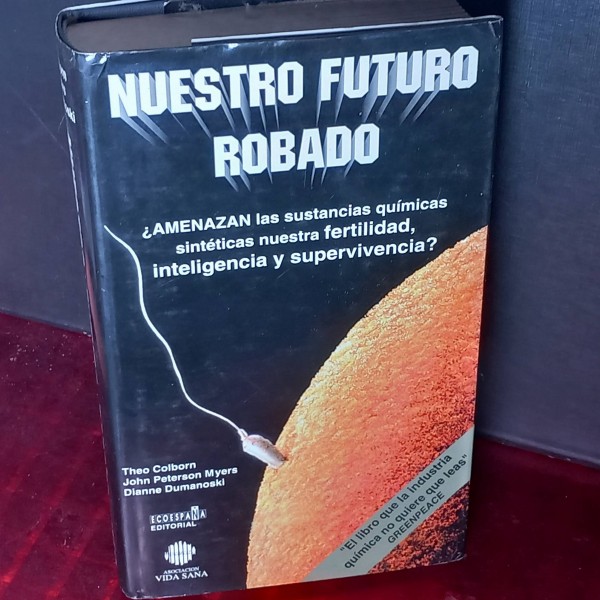 NUESTRO FUTURO
ROBADO
¿AMENAZAN las sustancias químicas
sintéticas nuestra fertilidad,
inteligencia y supervivencia?
Theo Colborn
John Peterson Myers
Dianne Dumanoski
ECOESPAÑA
EDITORIAL
ASOCIACION
VIDA SANA
"El libro que la industria
química no quiere que leas"
GREENPEACE